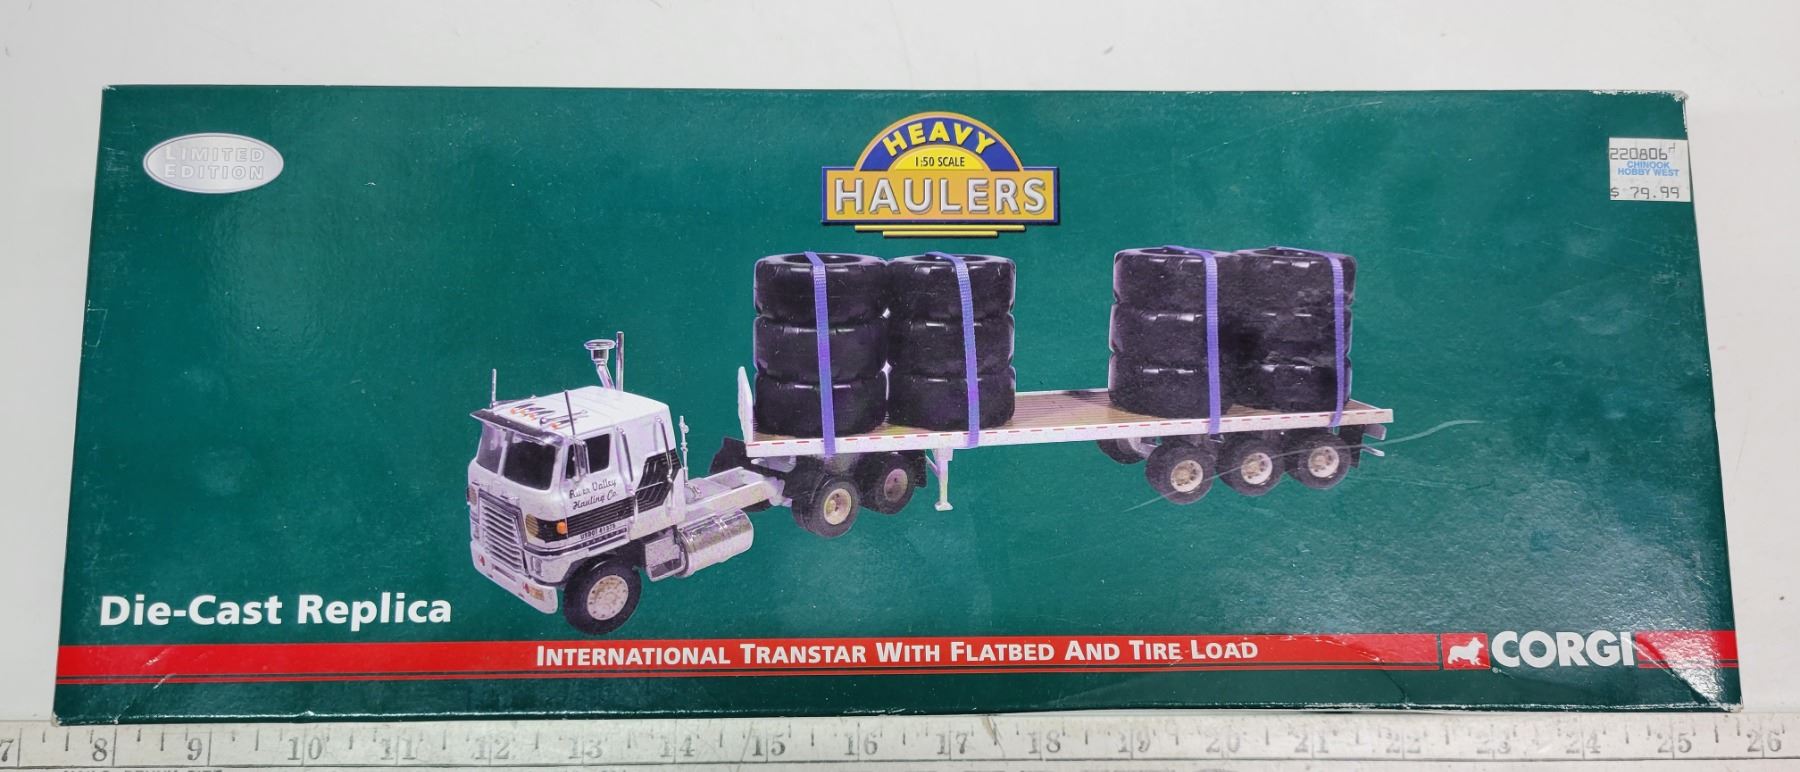 LIMITED
EDITION
HEAVY
1:50 SCALE
HAULERS
220806
CHINOOK
HOBBY WEST
$ 79.99
River Valley
Hauling Co.
Die-Cast Replica
INTERNATIONAL TRANSTAR WITH FLATBED AND TIRE LOAD
CORGI
7 8 9 10 11 12 13 14 15 16 17 18 19 20 21 22 23 24 25 26